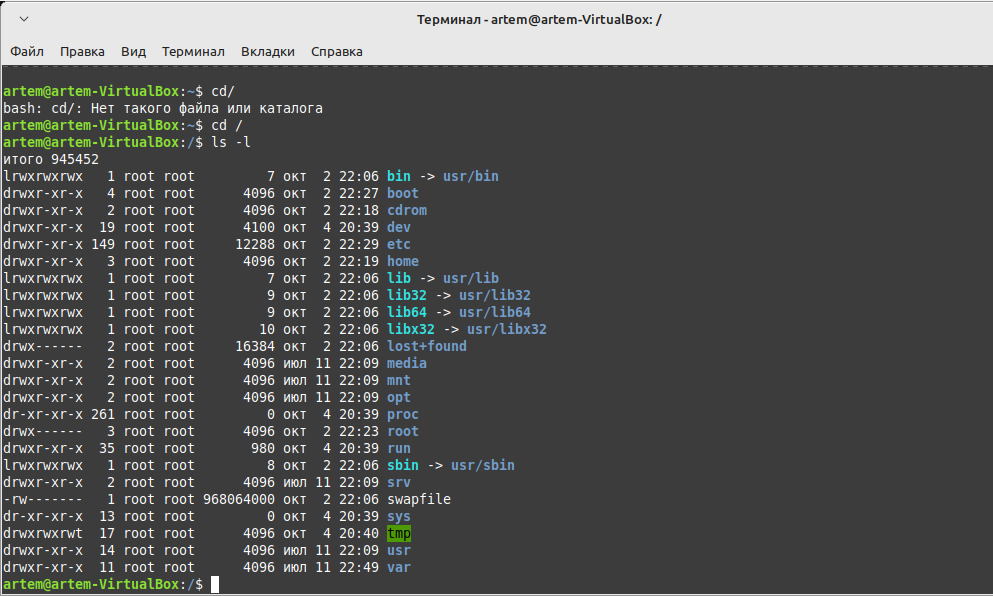 Терминал - artem@artem-VirtualBox: /
Файл Правка Вид Терминал Вкладки Справка
artem@artem-VirtualBox:~$ cd/
bash: cd/: Нет такого файла или каталога
artem@artem-VirtualBox:~$ cd /
artem@artem-VirtualBox:/$ ls -l
итого 945452
lrwxrwxrwx   1 root root         7 окт  2 22:06 bin -> usr/bin
drwxr-xr-x   4 root root      4096 окт  2 22:27 boot
drwxr-xr-x   2 root root      4096 окт  2 22:18 cdrom
drwxr-xr-x  19 root root      4100 окт  4 20:39 dev
drwxr-xr-x 149 root root     12288 окт  2 22:29 etc
drwxr-xr-x   3 root root      4096 окт  2 22:19 home
lrwxrwxrwx   1 root root         7 окт  2 22:06 lib -> usr/lib
lrwxrwxrwx   1 root root         9 окт  2 22:06 lib32 -> usr/lib32
lrwxrwxrwx   1 root root         9 окт  2 22:06 lib64 -> usr/lib64
lrwxrwxrwx   1 root root        10 окт  2 22:06 libx32 -> usr/libx32
drwx------   2 root root     16384 окт  2 22:06 lost+found
drwxr-xr-x   2 root root      4096 июл 11 22:09 media
drwxr-xr-x   2 root root      4096 июл 11 22:09 mnt
drwxr-xr-x   2 root root      4096 июл 11 22:09 opt
dr-xr-xr-x 261 root root         0 окт  4 20:39 proc
drwx------   3 root root      4096 окт  2 22:23 root
drwxr-xr-x  35 root root       980 окт  4 20:39 run
lrwxrwxrwx   1 root root         8 окт  2 22:06 sbin -> usr/sbin
drwxr-xr-x   2 root root      4096 июл 11 22:09 srv
-rw-------   1 root root 968064000 окт  2 22:06 swapfile
dr-xr-xr-x  13 root root         0 окт  4 20:39 sys
drwxrwxrwt  17 root root      4096 окт  4 20:40 tmp
drwxr-xr-x  14 root root      4096 июл 11 22:09 usr
drwxr-xr-x  11 root root      4096 июл 11 22:49 var
artem@artem-VirtualBox:/$